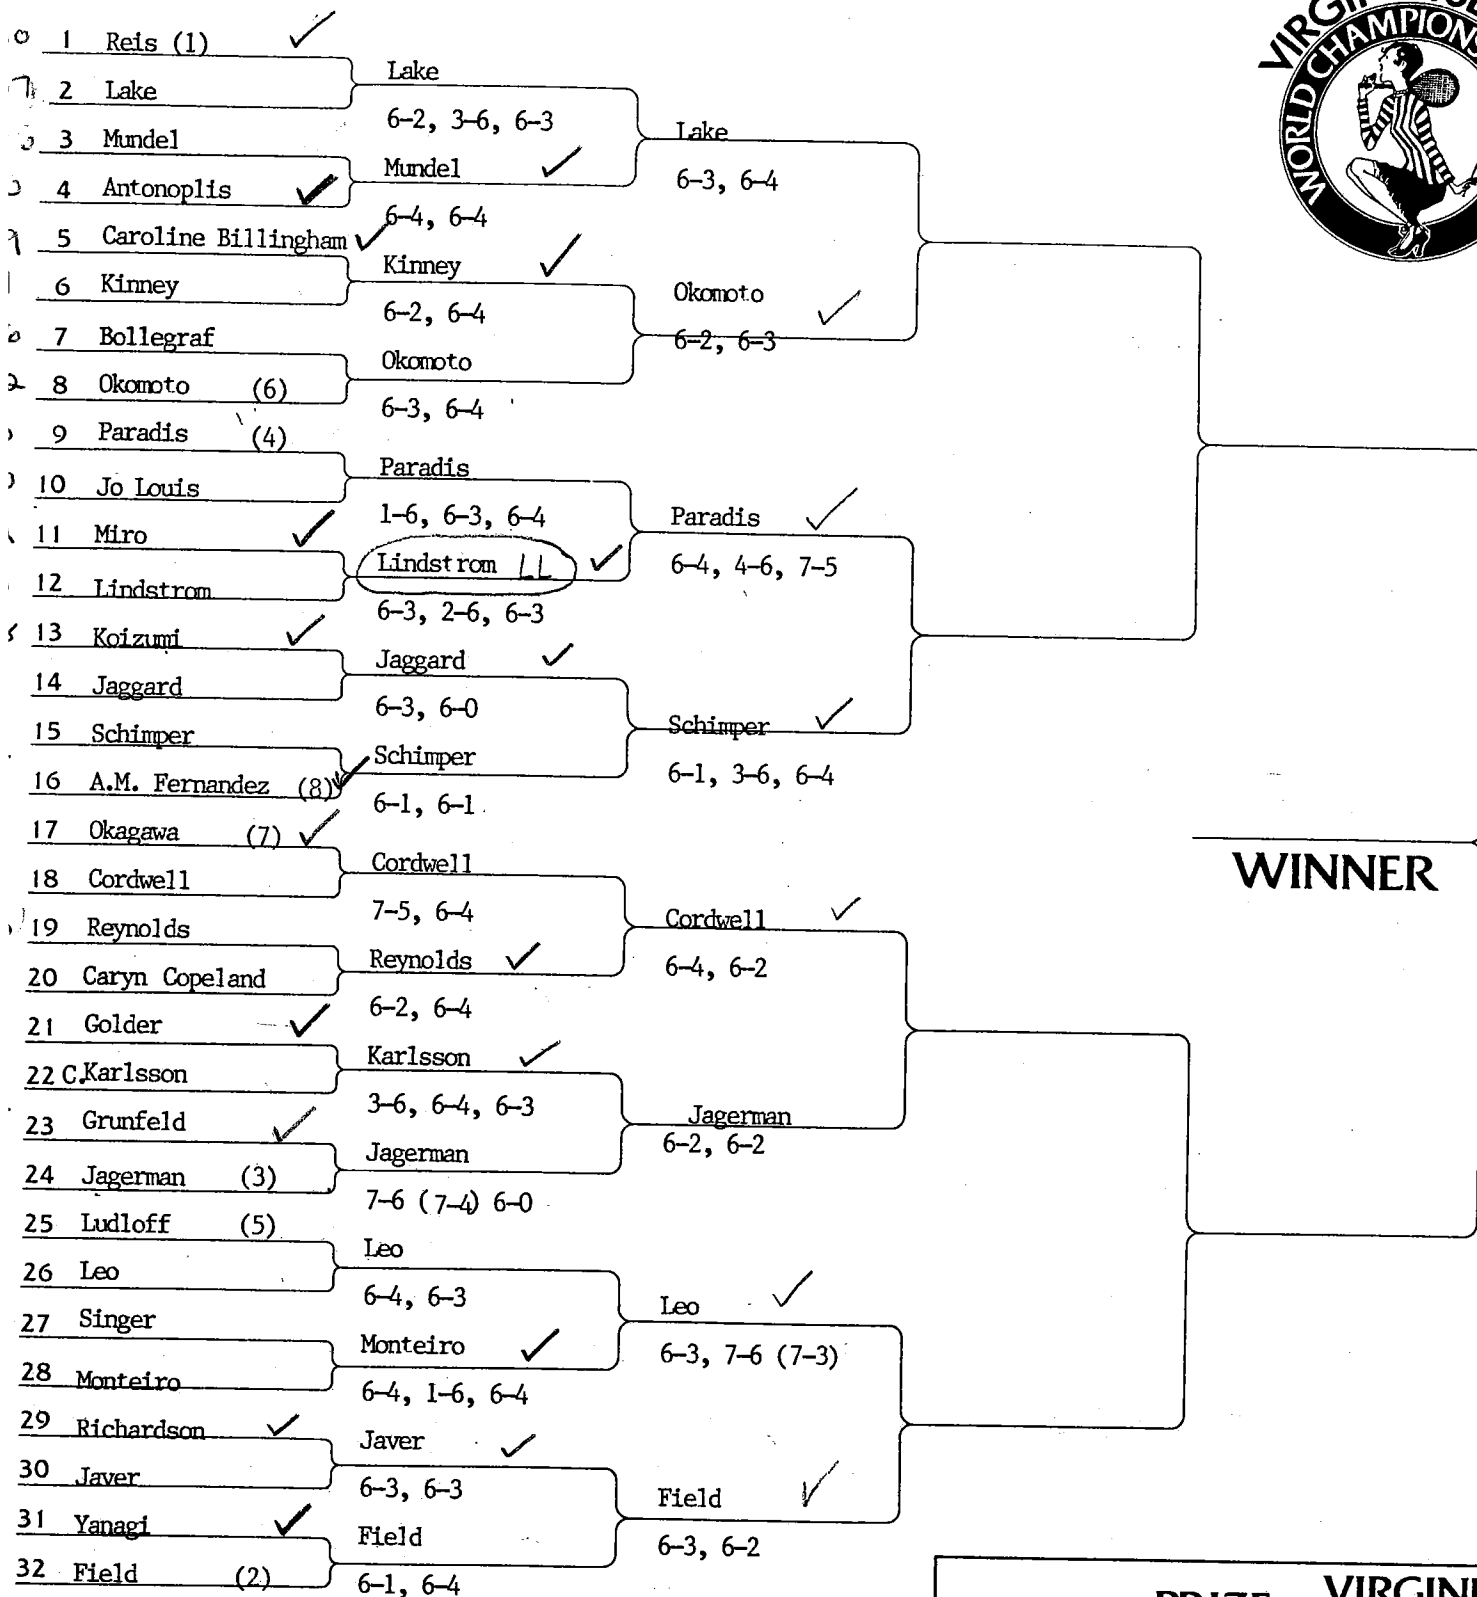 1 Reis (1)
2 Lake
3 Mundel
4 Antonoplis
5 Caroline Billingham
6 Kinney
7 Bollegraf
8 Okomoto (6)
9 Paradis (4)
10 Jo Louis
11 Miro
12 Lindstrom
13 Koizumi
14 Jaggard
15 Schimper
16 A.M. Fernandez (8)
17 Okagawa (7)
18 Cordwell
19 Reynolds
20 Caryn Copeland
21 Golder
22 C.Karlsson
23 Grunfeld
24 Jagerman (3)
25 Ludloff (5)
26 Leo
27 Singer
28 Monteiro
29 Richardson
30 Javer
31 Yanagi
32 Field (2)
Lake
6-2, 3-6, 6-3
Mundel
6-4, 6-4
Kinney
6-2, 6-4
Okomoto
6-3, 6-4
Paradis
1-6, 6-3, 6-4
Lindstrom LL
6-3, 2-6, 6-3
Jaggard
6-3, 6-0
Schimper
6-1, 6-1
Cordwell
7-5, 6-4
Reynolds
6-2, 6-4
Karlsson
3-6, 6-4, 6-3
Jagerman
7-6 (7-4) 6-0
Leo
6-4, 6-3
Monteiro
6-4, 1-6, 6-4
Javer
6-3, 6-3
Field
6-1, 6-4
Lake
6-3, 6-4
Okomoto
6-2, 6-3
Paradis
6-4, 4-6, 7-5
Schimper
6-1, 3-6, 6-4
Cordwell
6-4, 6-2
Jagerman
6-2, 6-2
Leo
6-3, 7-6 (7-3)
Field
6-3, 6-2
WORLD CHAMPIONS
WINNER